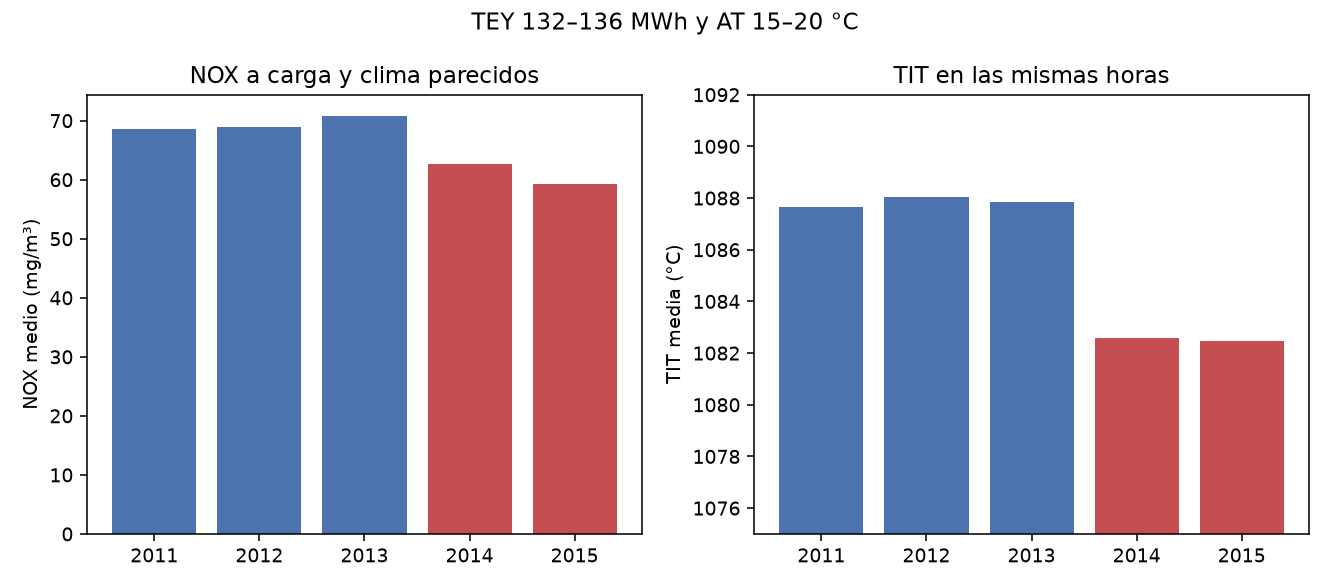 TEY 132–136 MWh y AT 15–20 °C
NOX a carga y clima parecidos
NOX medio (mg/m³)
70
60
50
40
30
20
10
0
2011 2012 2013 2014 2015
TIT en las mismas horas
TIT media (°C)
1092
1090
1088
1086
1084
1082
1080
1078
1076
2011 2012 2013 2014 2015